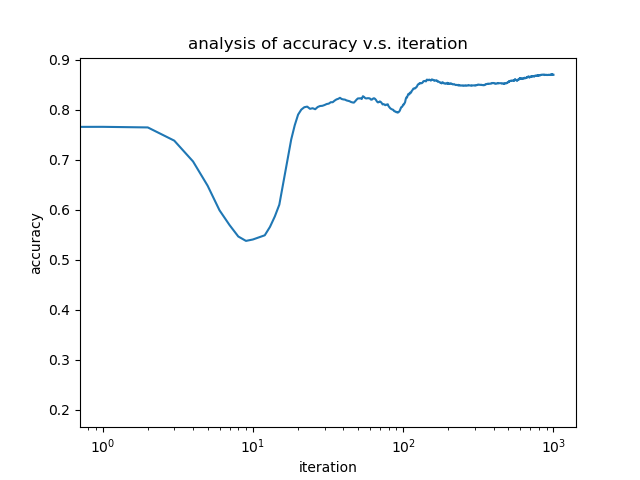 analysis of accuracy v.s. iteration
0.9
0.8
0.7
0.6
0.5
0.4
0.3
0.2
accuracy
10⁰ 10¹ 10² 10³
iteration